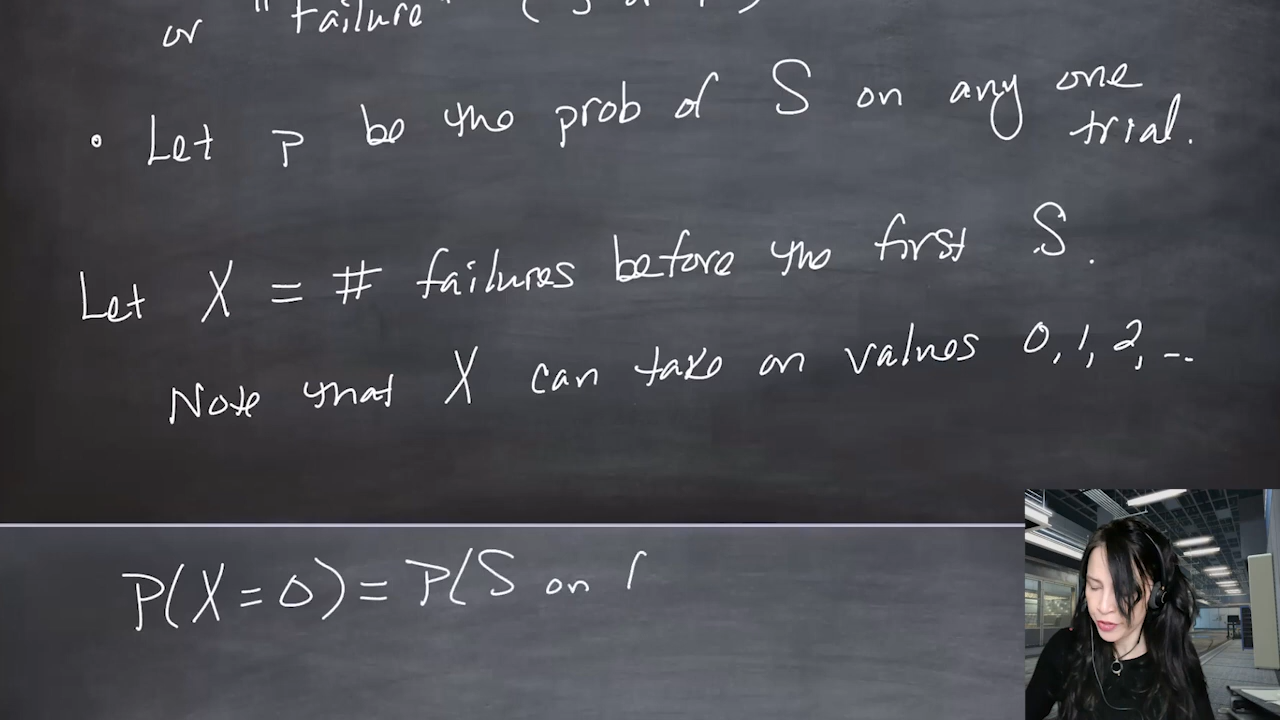 or "Failure" (S or F)
• Let p be the prob of S on any one
trial.
Let X = # failures before the first S.
Note that X can take on values 0, 1, 2, ...
P(X = 0) = P(S on